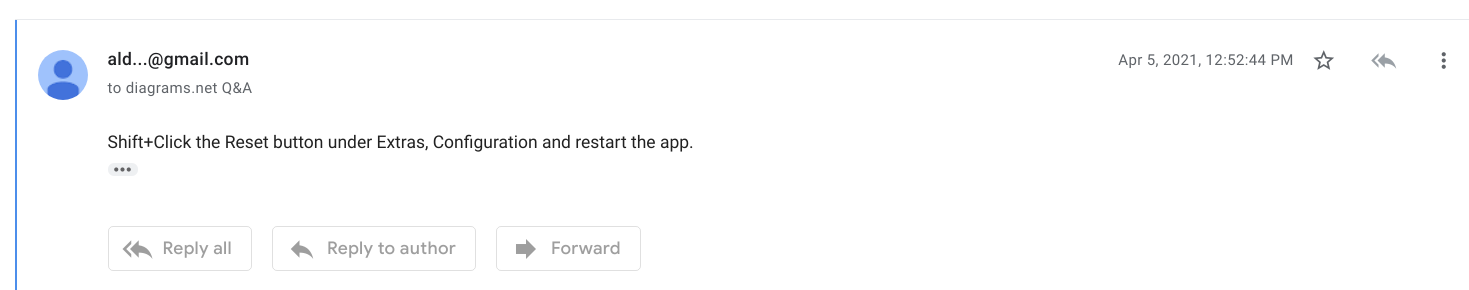 ald...@gmail.com
Apr 5, 2021, 12:52:44 PM
to diagrams.net Q&A
Shift+Click the Reset button under Extras, Configuration and restart the app.
Reply all
Reply to author
Forward